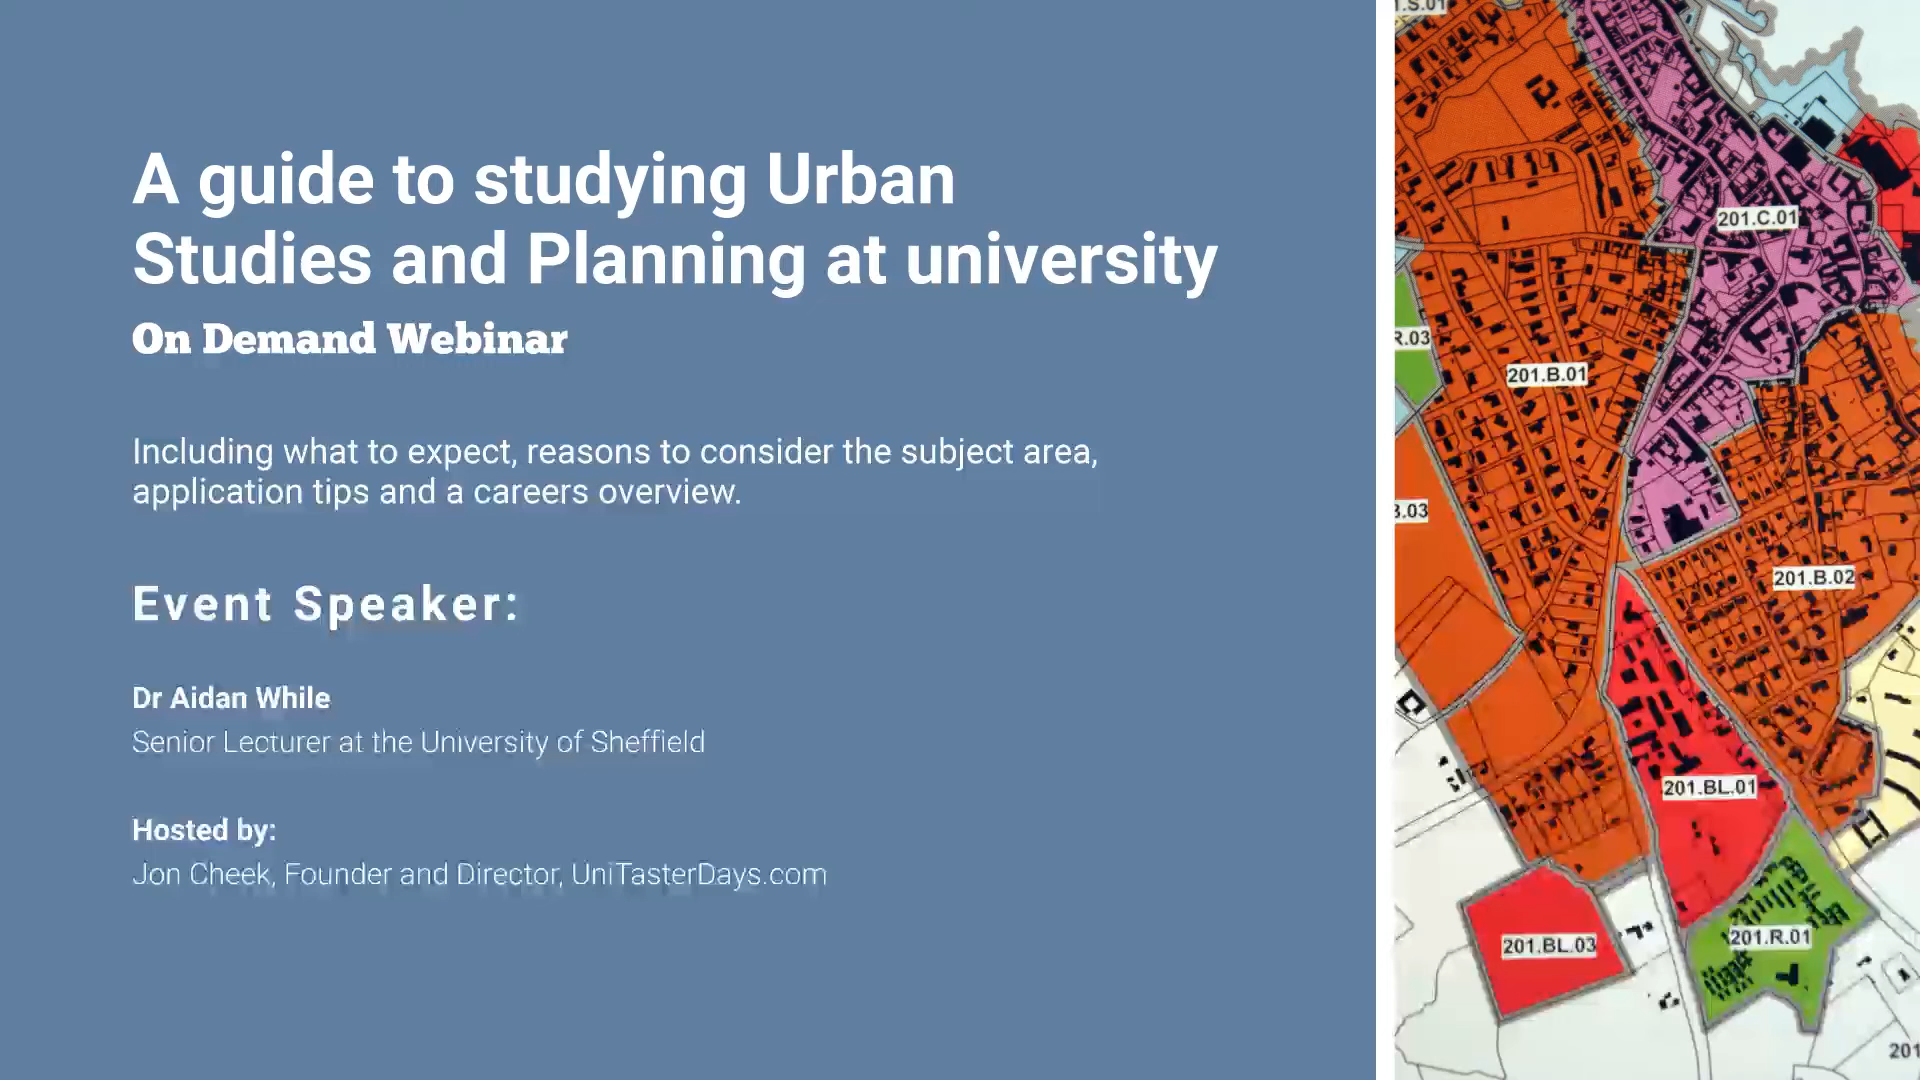 A guide to studying Urban
Studies and Planning at university
On Demand Webinar
Including what to expect, reasons to consider the subject area,
application tips and a careers overview.
Event Speaker:
Dr Aidan While
Senior Lecturer at the University of Sheffield
Hosted by:
Jon Cheek, Founder and Director, UniTasterDays.com
1.S.01
201.C.01
R.03
201.B.01
3.03
201.B.02
201.BL.01
201.R.01
201.BL.03
201